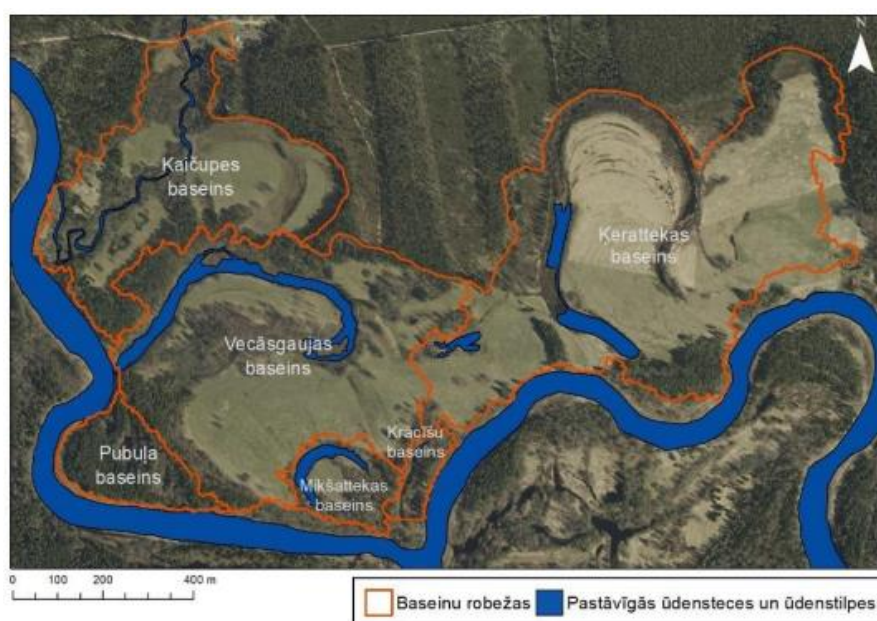 N
Kaičupes
baseins
Ķerattekas
baseins
Vecāsgaujas
baseins
Krācīšu
baseins
Pubuļa
baseins
Mikšattekas
baseins
0 100 200 400 m
Baseinu robežas Pastāvīgās ūdensteces un ūdenstilpes